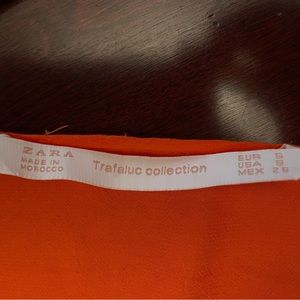 ZARA
MADE IN
MOROCCO
Trafaluc collection
EUR S
USA S
MEX 26